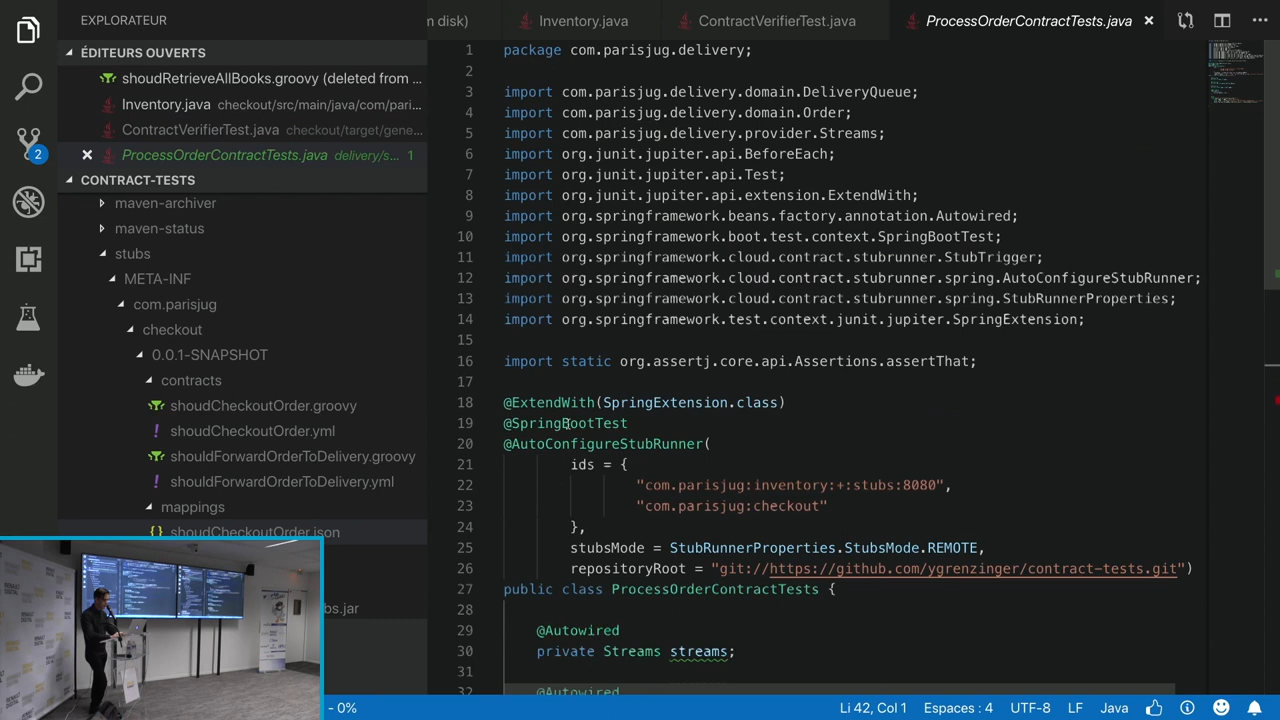 EXPLORATEUR
ÉDITEURS OUVERTS
shoudRetrieveAllBooks.groovy (deleted from ...
Inventory.java checkout/src/main/java/com/pari...
ContractVerifierTest.java checkout/target/gene...
ProcessOrderContractTests.java delivery/s... 1
CONTRACT-TESTS
maven-archiver
maven-status
stubs
META-INF
com.parisjug
checkout
0.0.1-SNAPSHOT
contracts
shoudCheckoutOrder.groovy
shoudCheckoutOrder.yml
shouldForwardOrderToDelivery.groovy
shouldForwardOrderToDelivery.yml
mappings
shoudCheckoutOrder.json
bs.jar
2
m disk)
Inventory.java
ContractVerifierTest.java
ProcessOrderContractTests.java
1 package com.parisjug.delivery;
2
3 import com.parisjug.delivery.domain.DeliveryQueue;
4 import com.parisjug.delivery.domain.Order;
5 import com.parisjug.delivery.provider.Streams;
6 import org.junit.jupiter.api.BeforeEach;
7 import org.junit.jupiter.api.Test;
8 import org.junit.jupiter.api.extension.ExtendWith;
9 import org.springframework.beans.factory.annotation.Autowired;
10 import org.springframework.boot.test.context.SpringBootTest;
11 import org.springframework.cloud.contract.stubrunner.StubTrigger;
12 import org.springframework.cloud.contract.stubrunner.spring.AutoConfigureStubRunner;
13 import org.springframework.cloud.contract.stubrunner.spring.StubRunnerProperties;
14 import org.springframework.test.context.junit.jupiter.SpringExtension;
15
16 import static org.assertj.core.api.Assertions.assertThat;
17
18 @ExtendWith(SpringExtension.class)
19 @SpringBootTest
20 @AutoConfigureStubRunner(
21 ids = {
22 "com.parisjug:inventory:+:stubs:8080",
23 "com.parisjug:checkout"
24 },
25 stubsMode = StubRunnerProperties.StubsMode.REMOTE,
26 repositoryRoot = "git://https://github.com/ygrenzinger/contract-tests.git")
27 public class ProcessOrderContractTests {
28
29 @Autowired
30 private Streams streams;
31
32 @Autowired
- 0%
Li 42, Col 1
Espaces : 4
UTF-8
LF
Java